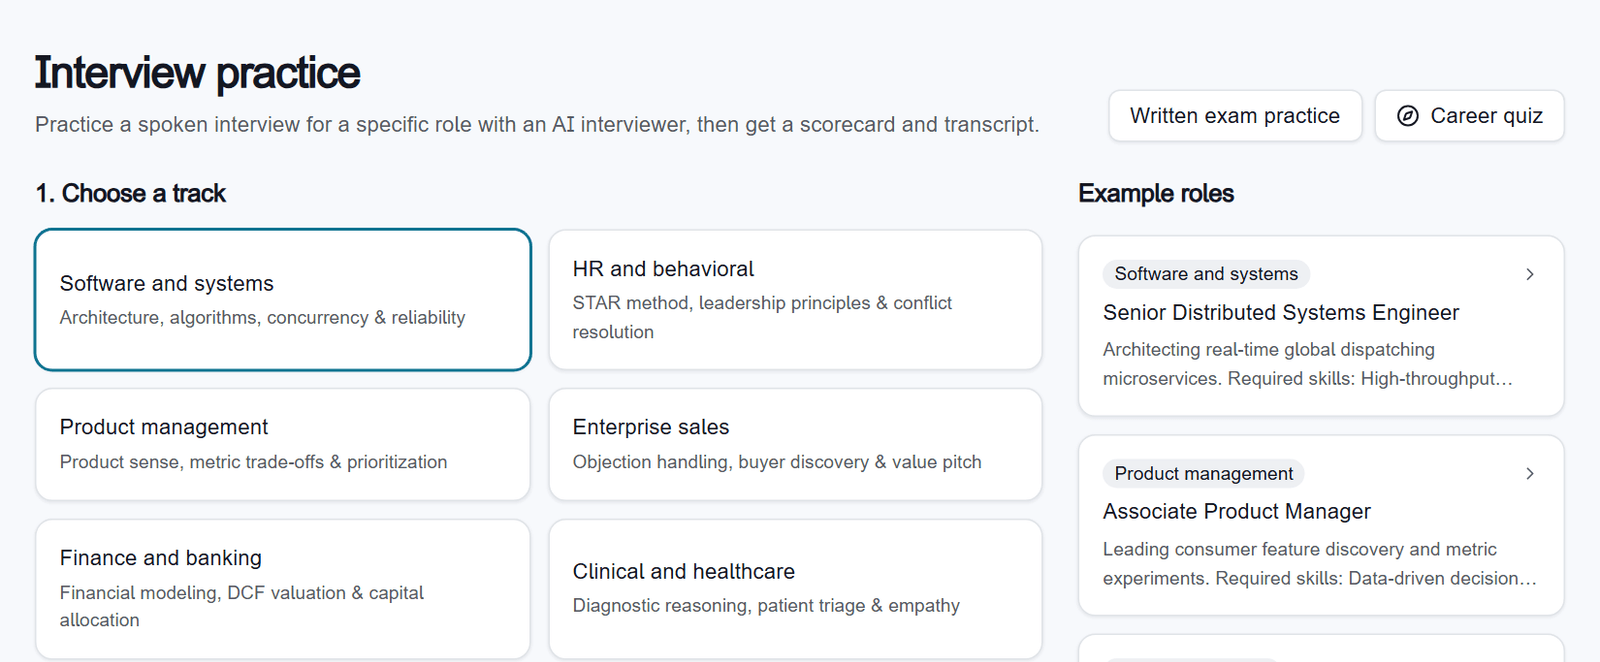 Interview practice
Practice a spoken interview for a specific role with an AI interviewer, then get a scorecard and transcript.
Written exam practice
Career quiz
1. Choose a track
Software and systems
Architecture, algorithms, concurrency & reliability
HR and behavioral
STAR method, leadership principles & conflict
resolution
Product management
Product sense, metric trade-offs & prioritization
Enterprise sales
Objection handling, buyer discovery & value pitch
Finance and banking
Financial modeling, DCF valuation & capital
allocation
Clinical and healthcare
Diagnostic reasoning, patient triage & empathy
Example roles
Software and systems
Senior Distributed Systems Engineer
Architecting real-time global dispatching
microservices. Required skills: High-throughput…
Product management
Associate Product Manager
Leading consumer feature discovery and metric
experiments. Required skills: Data-driven decision…